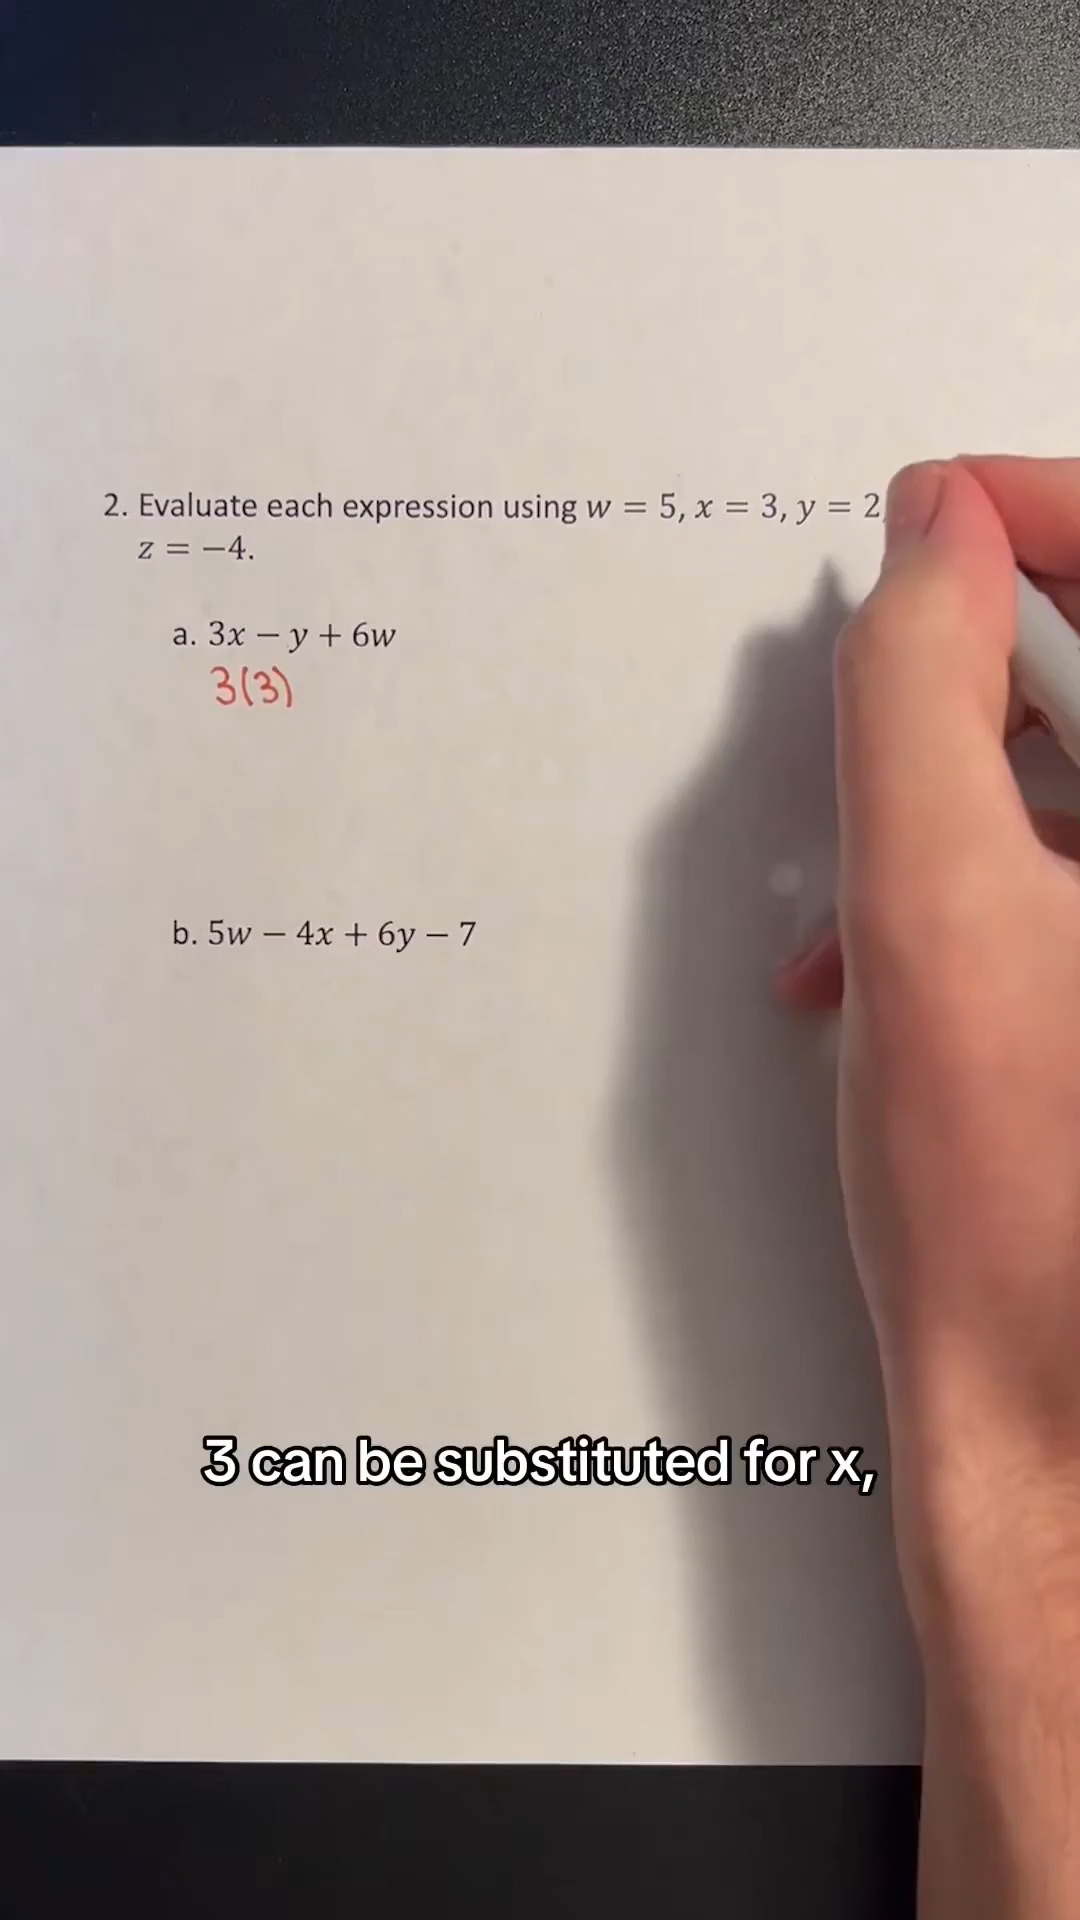 2. Evaluate each expression using w = 5, x = 3, y = 2,
z = −4.
a. 3x − y + 6w
3(3)
b. 5w − 4x + 6y − 7
3 can be substituted for x,